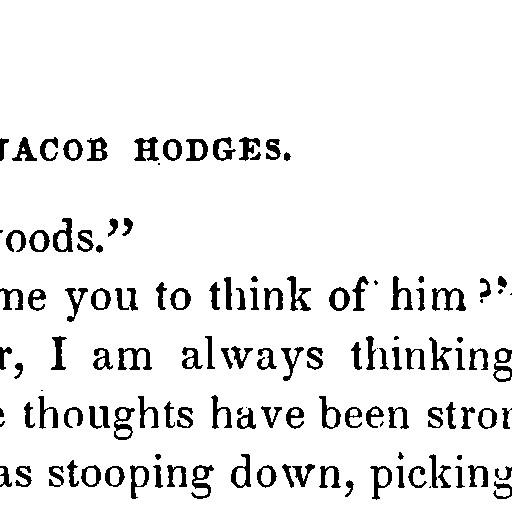 JACOB HODGES.
oods."
me you to think of him?"
r, I am always thinking
e thoughts have been stron
as stooping down, picking